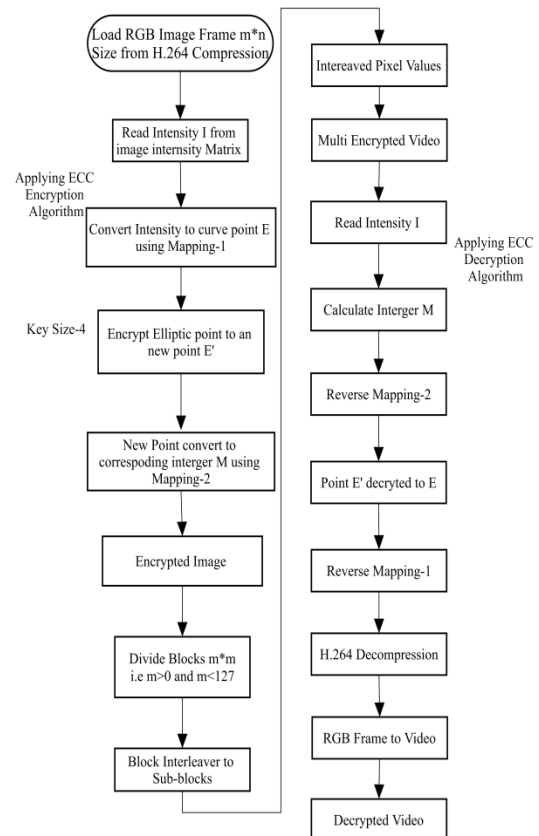 Load RGB Image Frame m*n
Size from H.264 Compression
Read Intensity I from
image internsity Matrix
Applying ECC
Encryption
Algorithm
Convert Intensity to curve point E
using Mapping-1
Key Size-4
Encrypt Elliptic point to an
new point E'
New Point convert to
correspoding interger M using
Mapping-2
Encrypted Image
Divide Blocks m*m
i.e m>0 and m<127
Block Interleaver to
Sub-blocks
Intereaved Pixel Values
Multi Encrypted Video
Read Intensity I
Applying ECC
Decryption
Algorithm
Calculate Interger M
Reverse Mapping-2
Point E' decryted to E
Reverse Mapping-1
H.264 Decompression
RGB Frame to Video
Decrypted Video